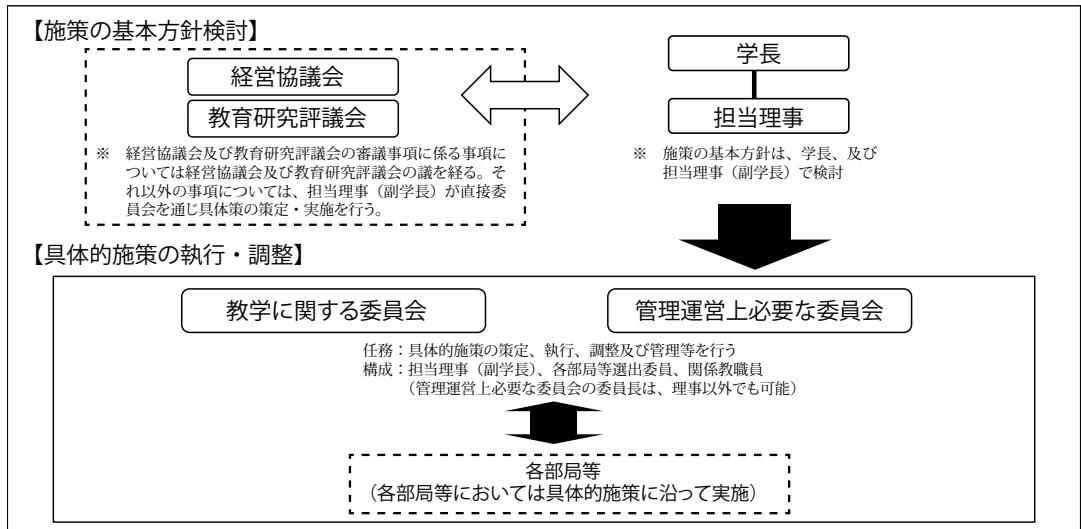 【施策の基本方針検討】
経営協議会
教育研究評議会
※　経営協議会及び教育研究評議会の審議事項に係る事項に
ついては経営協議会及び教育研究評議会の議を経る。そ
れ以外の事項については、担当理事（副学長）が直接委
員会を通じ具体策の策定・実施を行う。
学長
担当理事
※　施策の基本方針は、学長、及び
担当理事（副学長）で検討
【具体的施策の執行・調整】
教学に関する委員会
管理運営上必要な委員会
任務：具体的施策の策定、執行、調整及び管理等を行う
構成：担当理事（副学長）、各部局等選出委員、関係教職員
（管理運営上必要な委員会の委員長は、理事以外でも可能）
各部局等
（各部局等においては具体的施策に沿って実施）